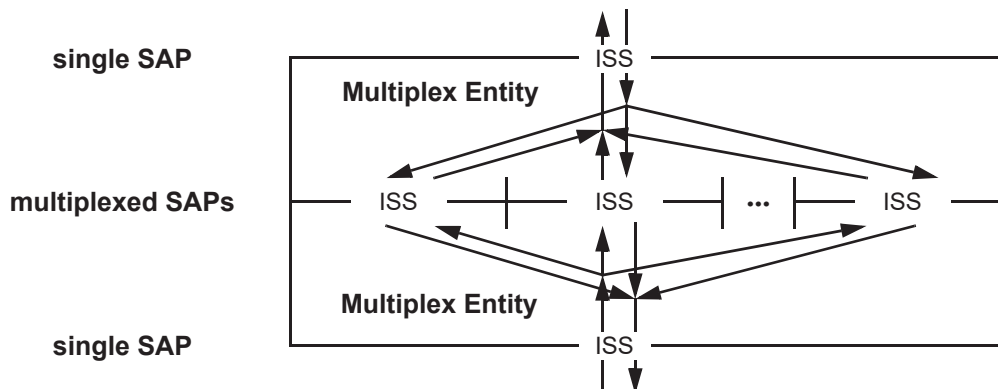 single SAP
ISS
Multiplex Entity
multiplexed SAPs
ISS
ISS
...
ISS
Multiplex Entity
single SAP
ISS